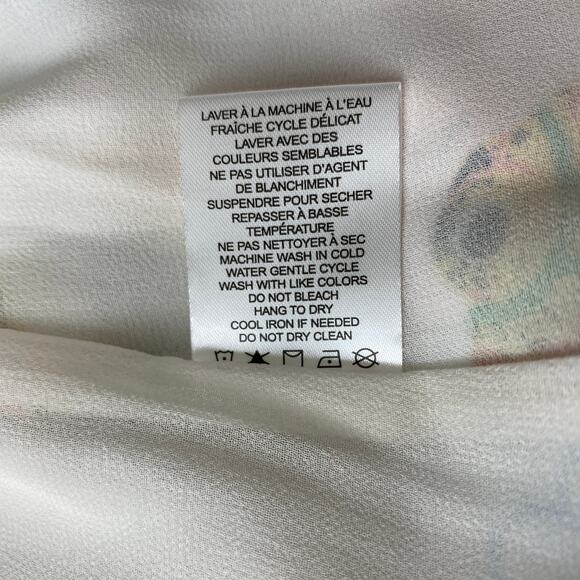 LAVER À LA MACHINE À L'EAU
FRAÎCHE CYCLE DÉLICAT
LAVER AVEC DES
COULEURS SEMBLABLES
NE PAS UTILISER D'AGENT
DE BLANCHIMENT
SUSPENDRE POUR SECHER
REPASSER À BASSE
TEMPÉRATURE
NE PAS NETTOYER À SEC
MACHINE WASH IN COLD
WATER GENTLE CYCLE
WASH WITH LIKE COLORS
DO NOT BLEACH
HANG TO DRY
COOL IRON IF NEEDED
DO NOT DRY CLEAN